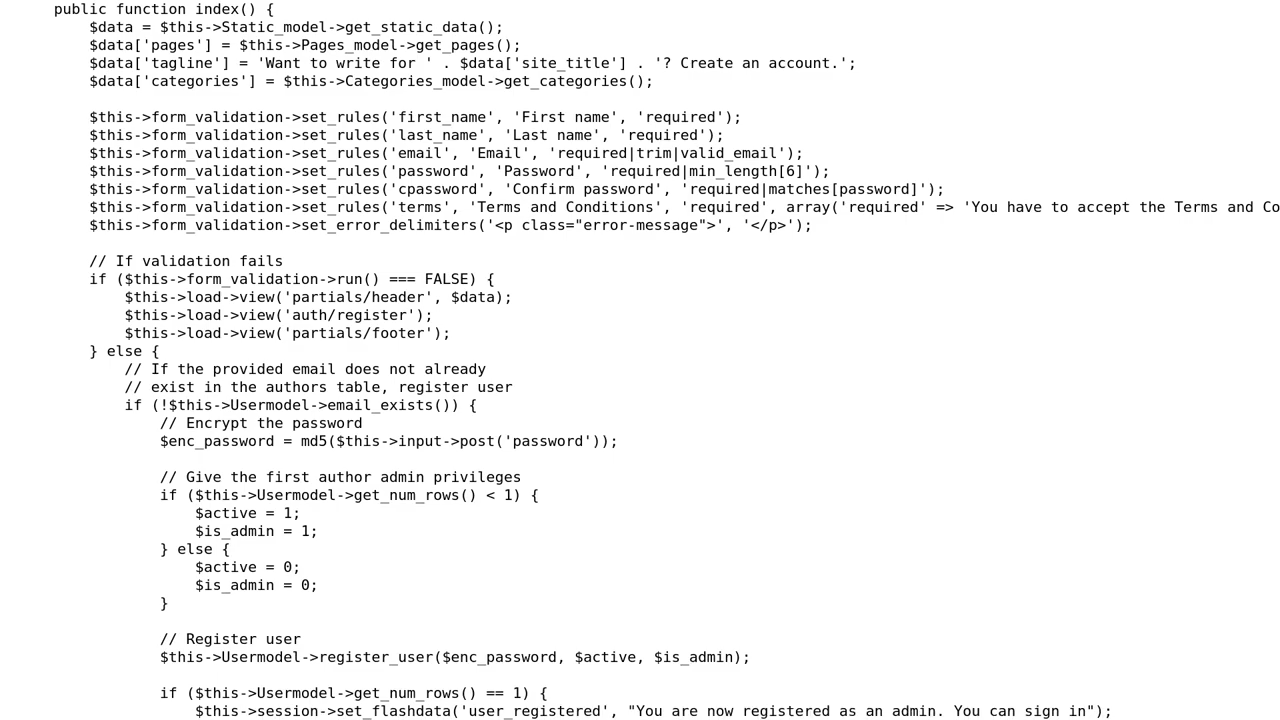 public function index() {
$data = $this->Static_model->get_static_data();
$data['pages'] = $this->Pages_model->get_pages();
$data['tagline'] = 'Want to write for ' . $data['site_title'] . '? Create an account.';
$data['categories'] = $this->Categories_model->get_categories();
$this->form_validation->set_rules('first_name', 'First name', 'required');
$this->form_validation->set_rules('last_name', 'Last name', 'required');
$this->form_validation->set_rules('email', 'Email', 'required|trim|valid_email');
$this->form_validation->set_rules('password', 'Password', 'required|min_length[6]');
$this->form_validation->set_rules('cpassword', 'Confirm password', 'required|matches[password]');
$this->form_validation->set_rules('terms', 'Terms and Conditions', 'required', array('required' => 'You have to accept the Terms and Co
$this->form_validation->set_error_delimiters('<p class="error-message">', '</p>');
// If validation fails
if ($this->form_validation->run() === FALSE) {
$this->load->view('partials/header', $data);
$this->load->view('auth/register');
$this->load->view('partials/footer');
} else {
// If the provided email does not already
// exist in the authors table, register user
if (!$this->Usermodel->email_exists()) {
// Encrypt the password
$enc_password = md5($this->input->post('password'));
// Give the first author admin privileges
if ($this->Usermodel->get_num_rows() < 1) {
$active = 1;
$is_admin = 1;
} else {
$active = 0;
$is_admin = 0;
}
// Register user
$this->Usermodel->register_user($enc_password, $active, $is_admin);
if ($this->Usermodel->get_num_rows() == 1) {
$this->session->set_flashdata('user_registered', "You are now registered as an admin. You can sign in");